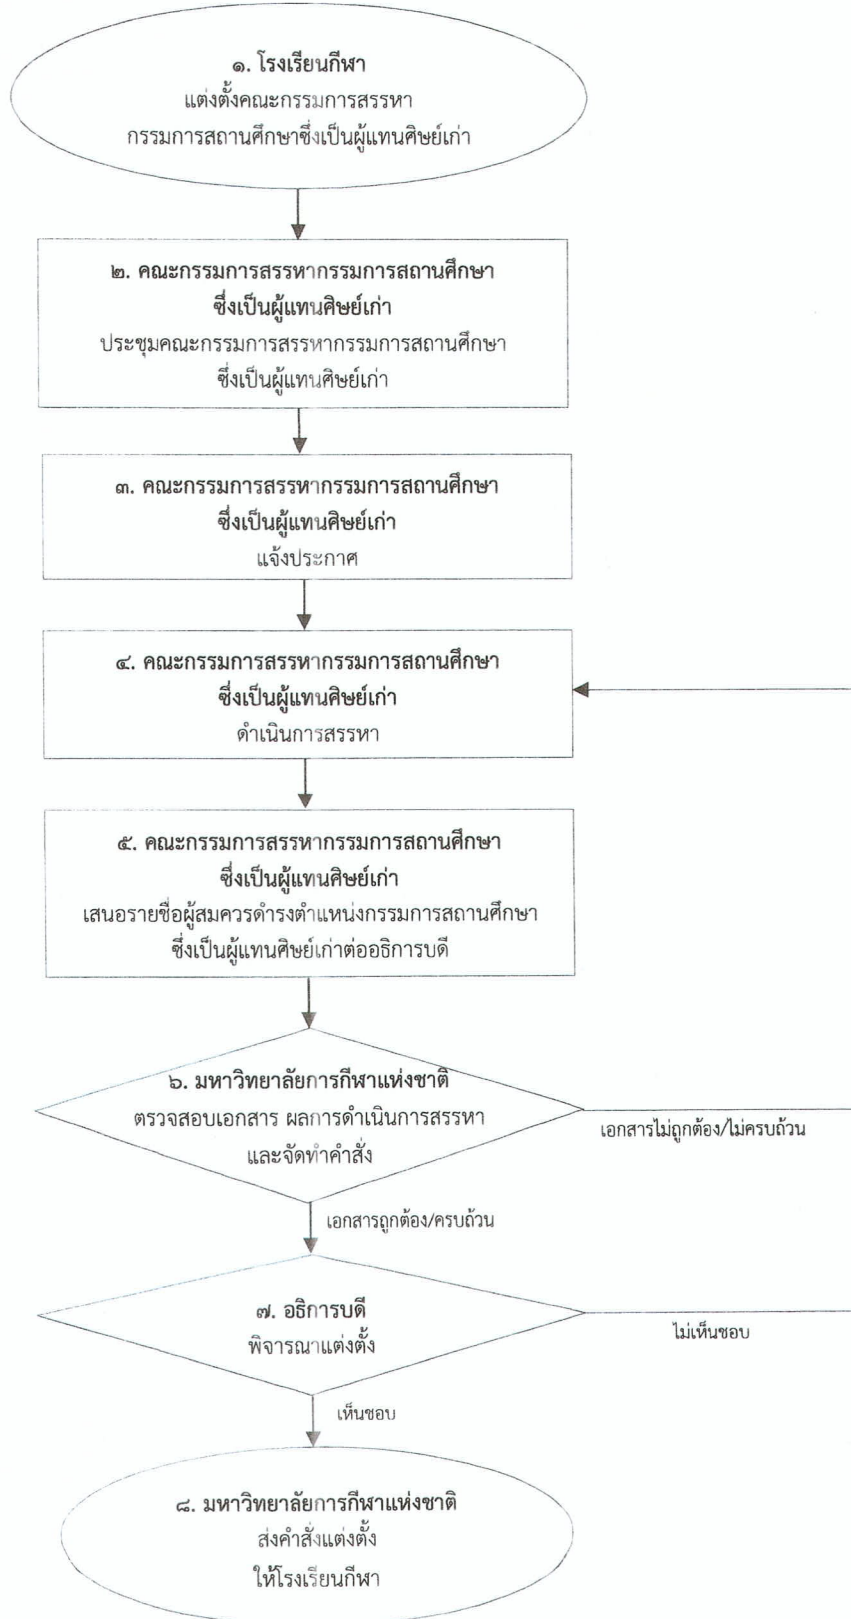 ๑. โรงเรียนกีฬา
แต่งตั้งคณะกรรมการสรรหา
กรรมการสถานศึกษาซึ่งเป็นผู้แทนศิษย์เก่า
๒. คณะกรรมการสรรหากรรมการสถานศึกษา
ซึ่งเป็นผู้แทนศิษย์เก่า
ประชุมคณะกรรมการสรรหากรรมการสถานศึกษา
ซึ่งเป็นผู้แทนศิษย์เก่า
๓. คณะกรรมการสรรหากรรมการสถานศึกษา
ซึ่งเป็นผู้แทนศิษย์เก่า
แจ้งประกาศ
๔. คณะกรรมการสรรหากรรมการสถานศึกษา
ซึ่งเป็นผู้แทนศิษย์เก่า
ดำเนินการสรรหา
๕. คณะกรรมการสรรหากรรมการสถานศึกษา
ซึ่งเป็นผู้แทนศิษย์เก่า
เสนอรายชื่อผู้สมควรดำรงตำแหน่งกรรมการสถานศึกษา
ซึ่งเป็นผู้แทนศิษย์เก่าต่ออธิการบดี
๖. มหาวิทยาลัยการกีฬาแห่งชาติ
ตรวจสอบเอกสาร ผลการดำเนินการสรรหา
และจัดทำคำสั่ง
เอกสารไม่ถูกต้อง/ไม่ครบถ้วน
เอกสารถูกต้อง/ครบถ้วน
๗. อธิการบดี
พิจารณาแต่งตั้ง
ไม่เห็นชอบ
เห็นชอบ
๘. มหาวิทยาลัยการกีฬาแห่งชาติ
ส่งคำสั่งแต่งตั้ง
ให้โรงเรียนกีฬา